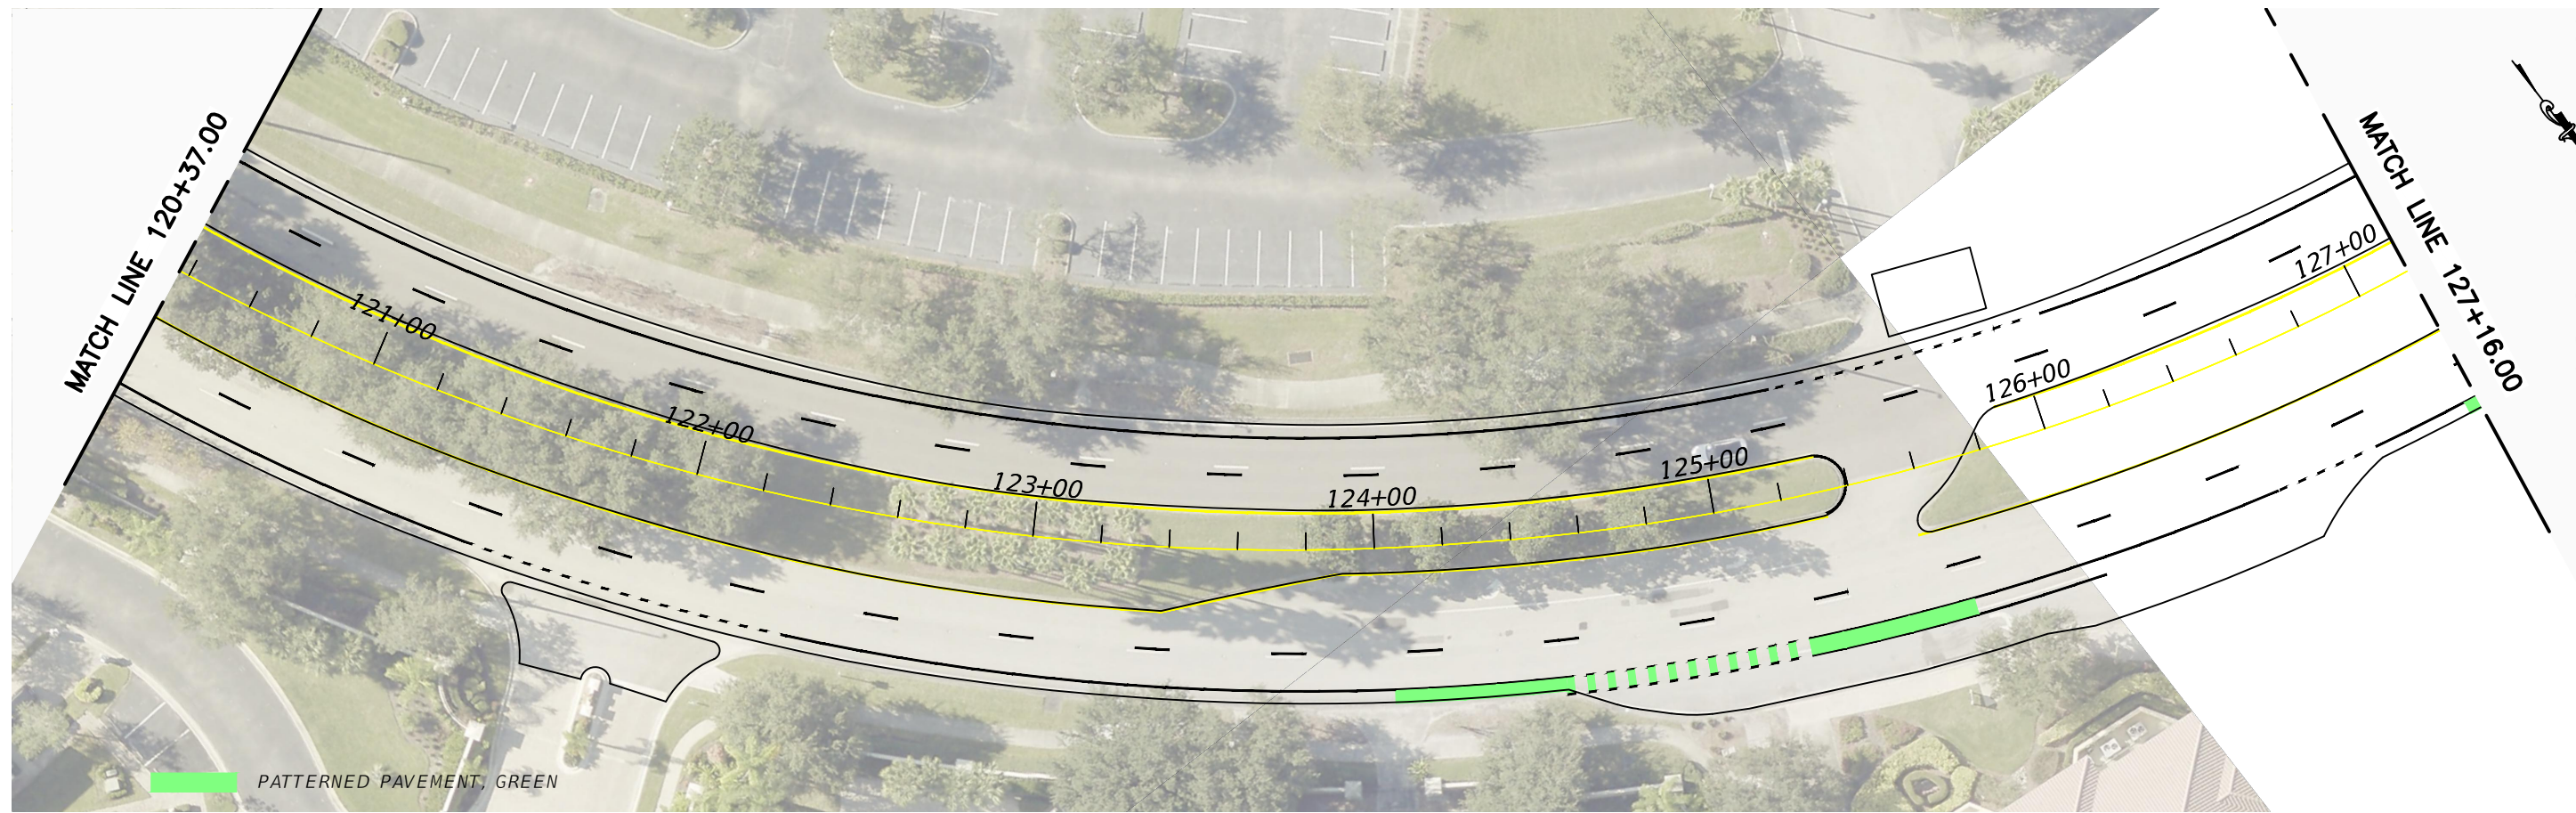 MATCH LINE 120+37.00
121+00
122+00
123+00
124+00
125+00
126+00
127+00
MATCH LINE 127+16.00
PATTERNED PAVEMENT, GREEN